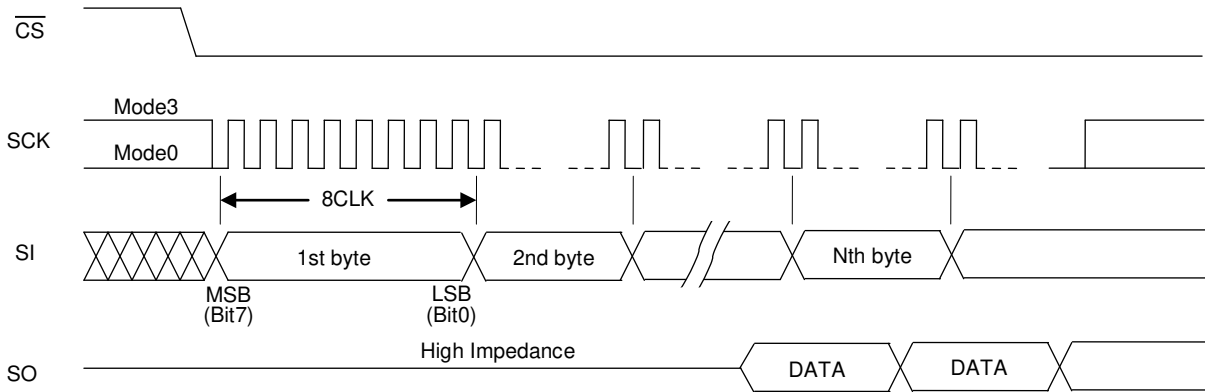 CS
Mode3
SCK
Mode0
8CLK
SI
1st byte
2nd byte
Nth byte
MSB
(Bit7)
LSB
(Bit0)
High Impedance
SO
DATA
DATA